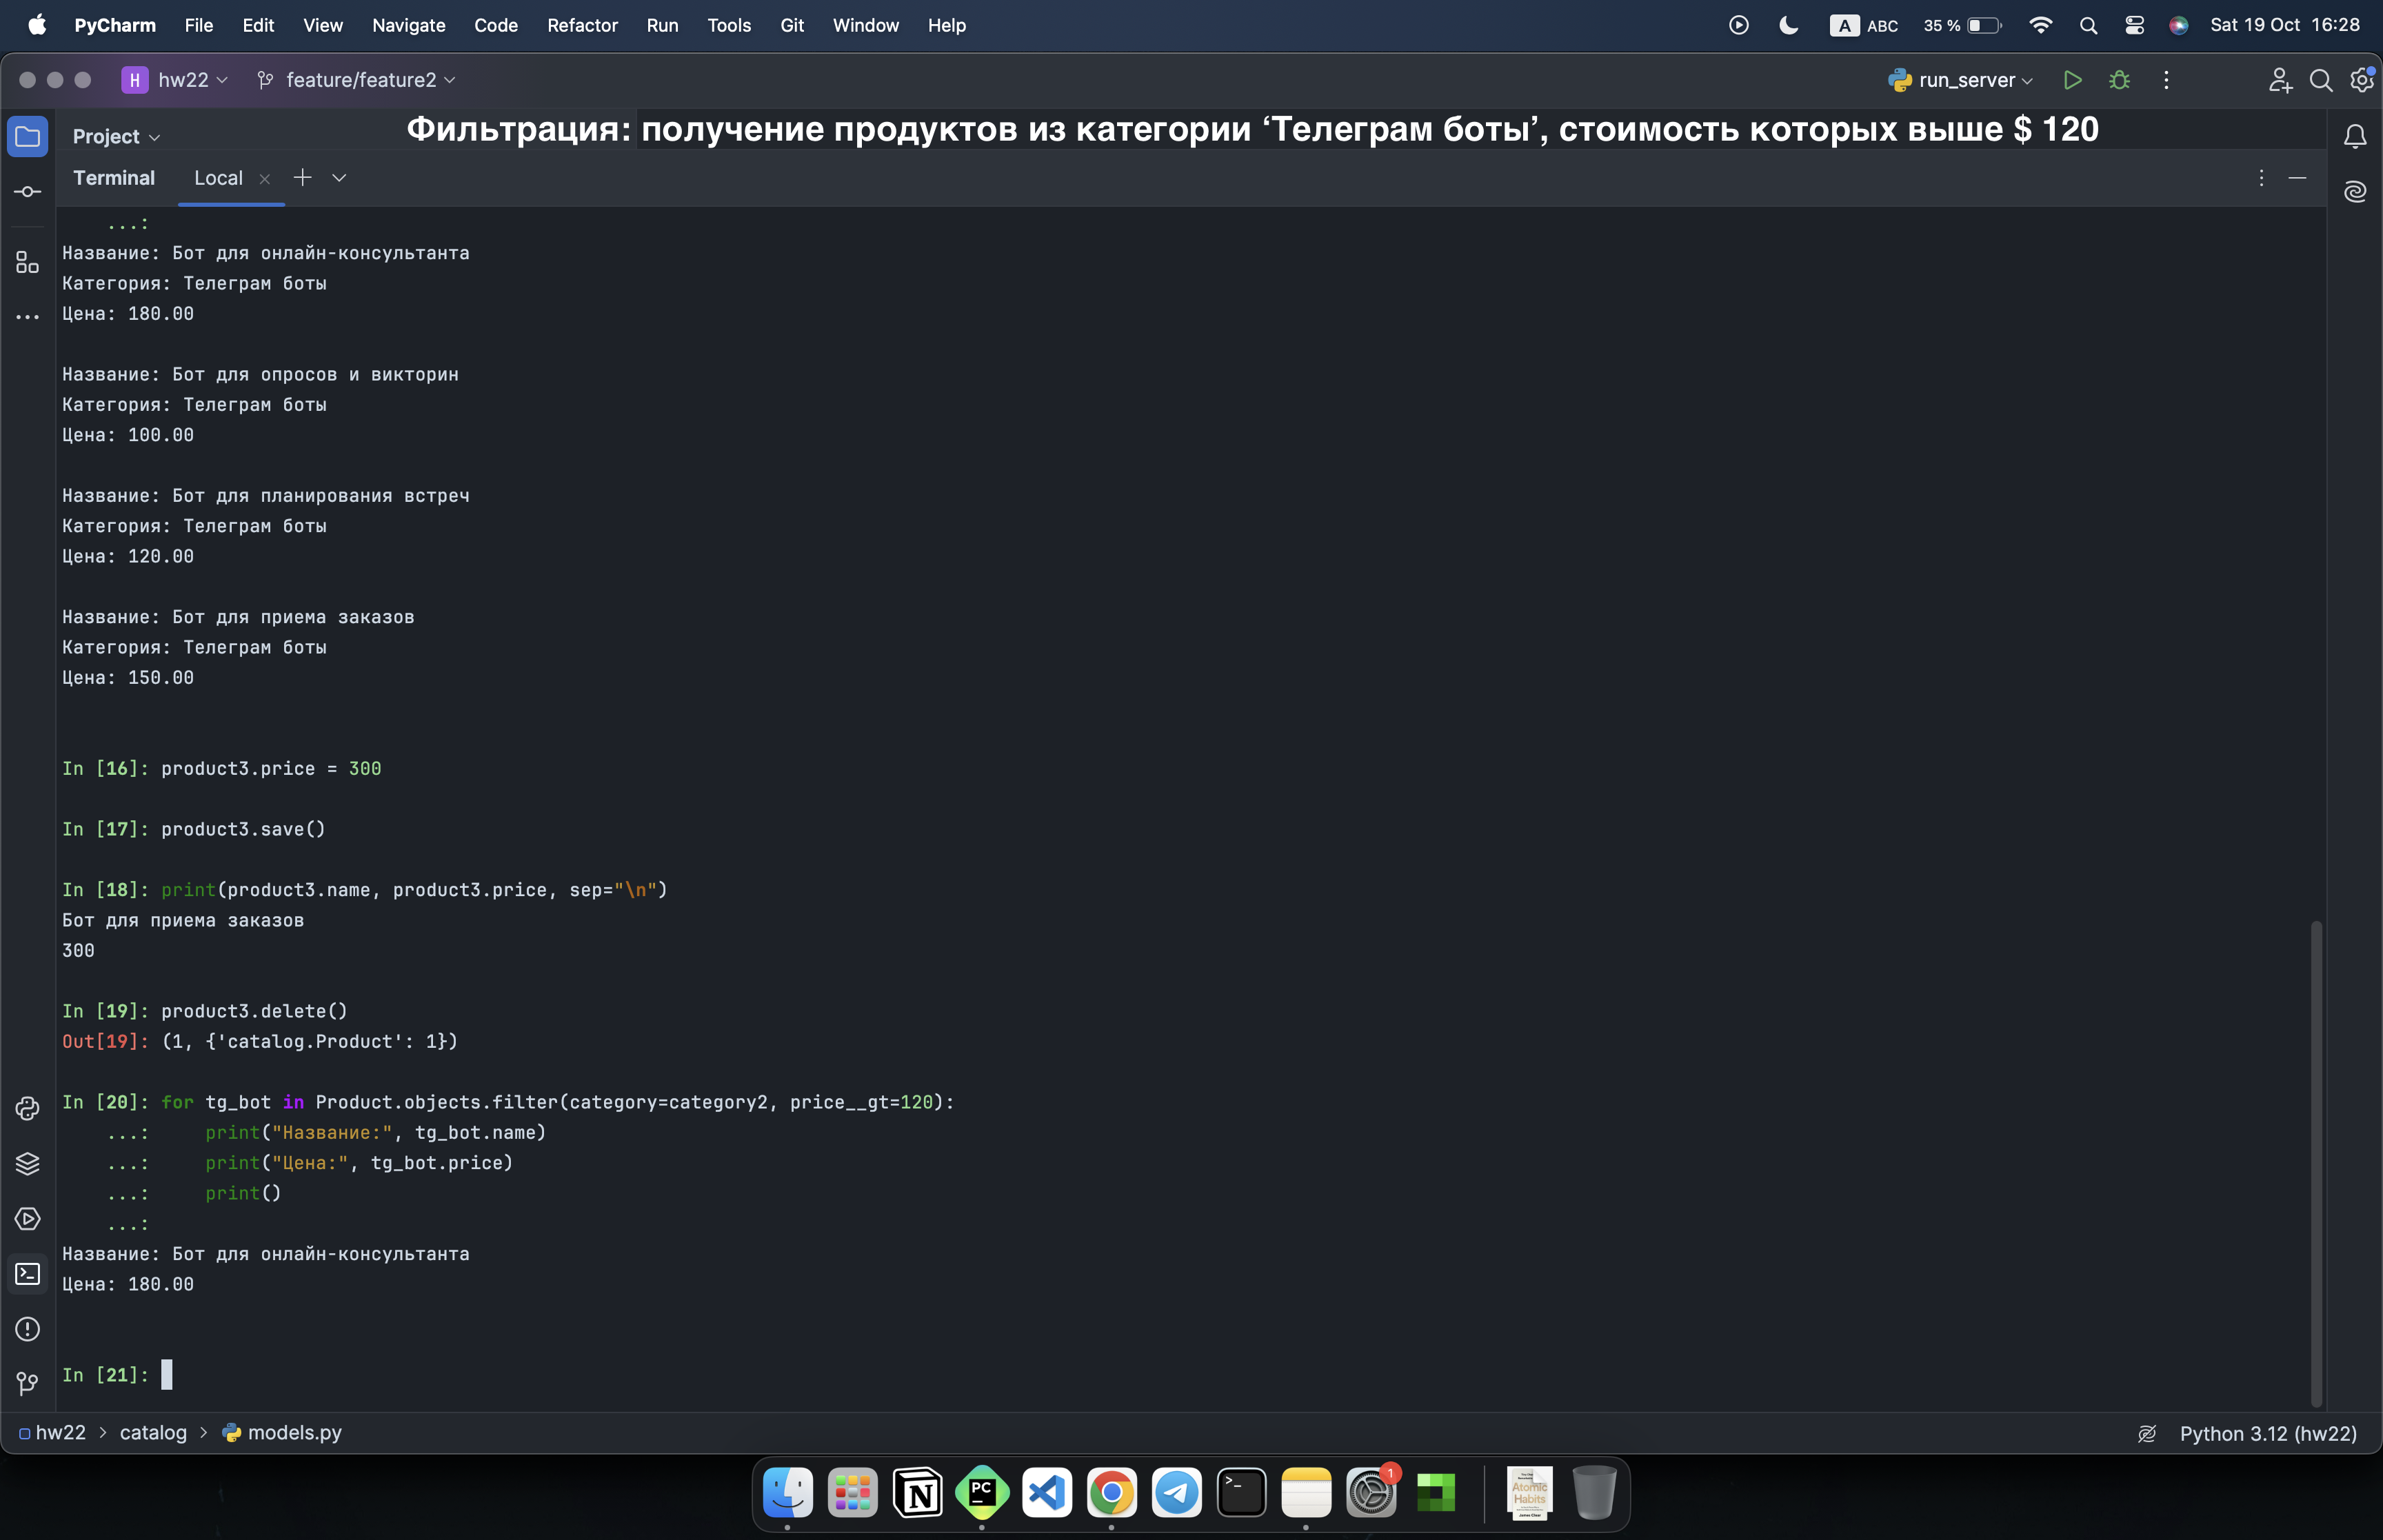 PyCharm File Edit View Navigate Code Refactor Run Tools Git Window Help A ABC 35 % Sat 19 Oct 16:28
H hw22 feature/feature2 run_server
Project Фильтрация: получение продуктов из категории ‘Телеграм боты’, стоимость которых выше $ 120
Terminal Local
...:
Название: Бот для онлайн-консультанта
Категория: Телеграм боты
Цена: 180.00
Название: Бот для опросов и викторин
Категория: Телеграм боты
Цена: 100.00
Название: Бот для планирования встреч
Категория: Телеграм боты
Цена: 120.00
Название: Бот для приема заказов
Категория: Телеграм боты
Цена: 150.00
In [16]: product3.price = 300
In [17]: product3.save()
In [18]: print(product3.name, product3.price, sep="\n")
Бот для приема заказов
300
In [19]: product3.delete()
Out[19]: (1, {'catalog.Product': 1})
In [20]: for tg_bot in Product.objects.filter(category=category2, price__gt=120):
...: print("Название:", tg_bot.name)
...: print("Цена:", tg_bot.price)
...: print()
...:
Название: Бот для онлайн-консультанта
Цена: 180.00
In [21]:
hw22 > catalog > models.py Python 3.12 (hw22)
PC
1
Atomic
Habits
James Clear